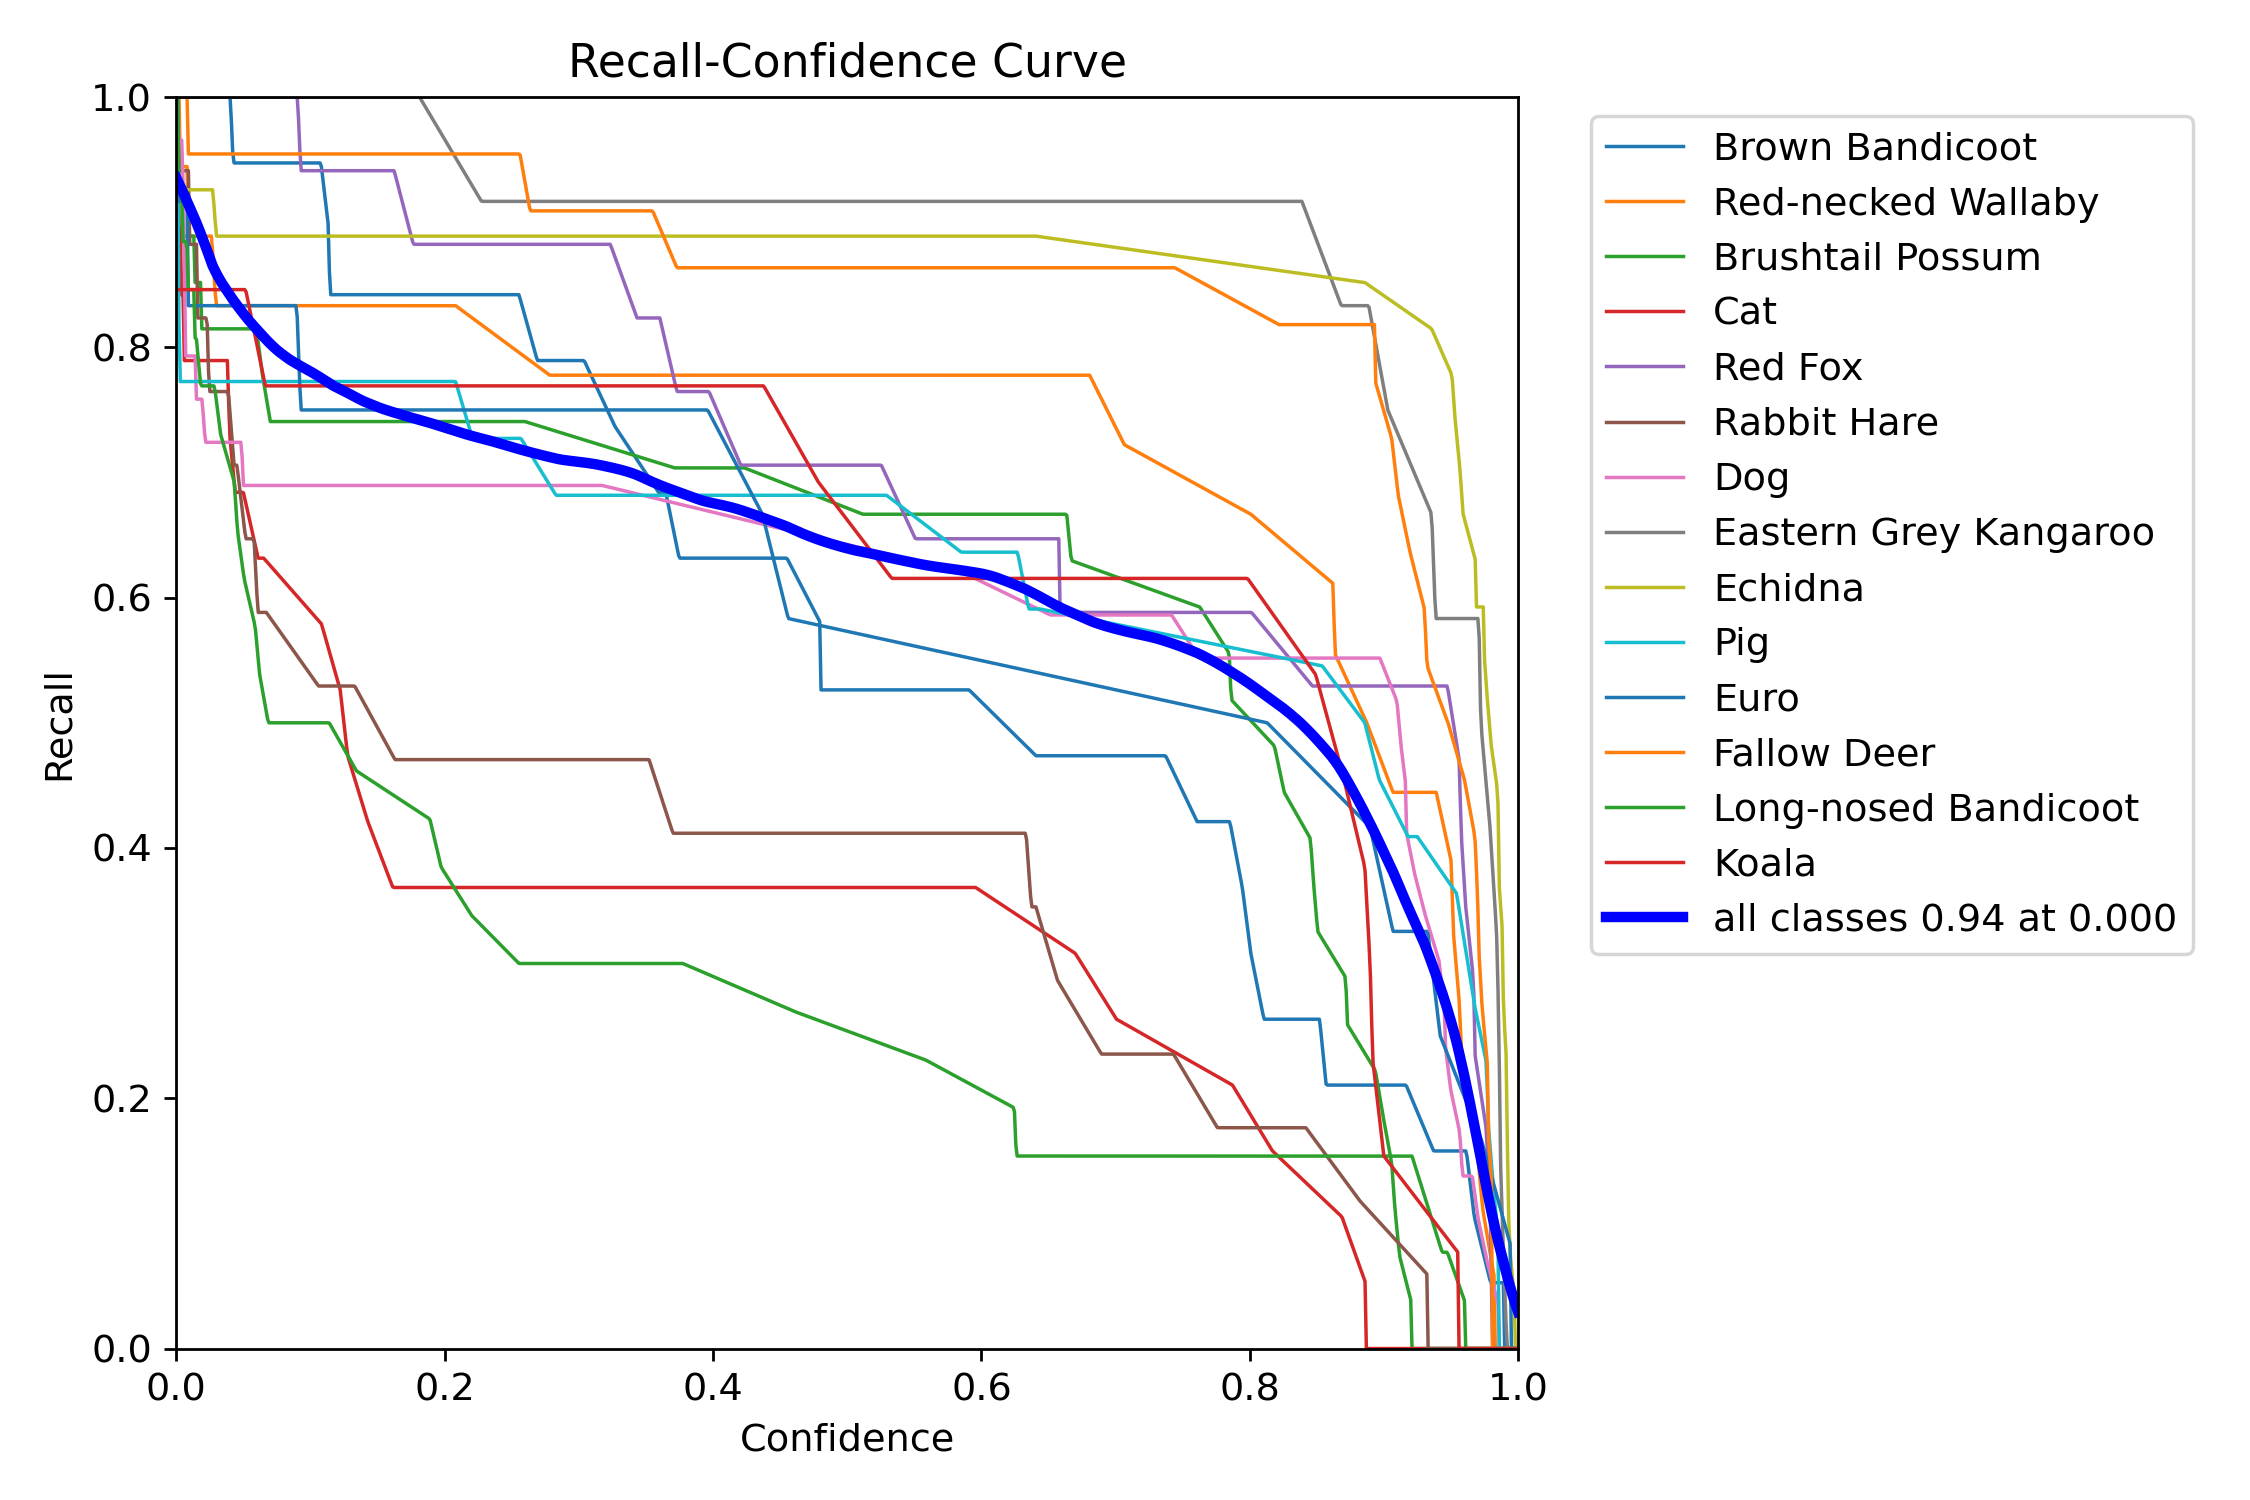 Recall-Confidence Curve
1.0
0.8
0.6
0.4
0.2
0.0
Recall
0.0 0.2 0.4 0.6 0.8 1.0
Confidence
Brown Bandicoot
Red-necked Wallaby
Brushtail Possum
Cat
Red Fox
Rabbit Hare
Dog
Eastern Grey Kangaroo
Echidna
Pig
Euro
Fallow Deer
Long-nosed Bandicoot
Koala
all classes 0.94 at 0.000